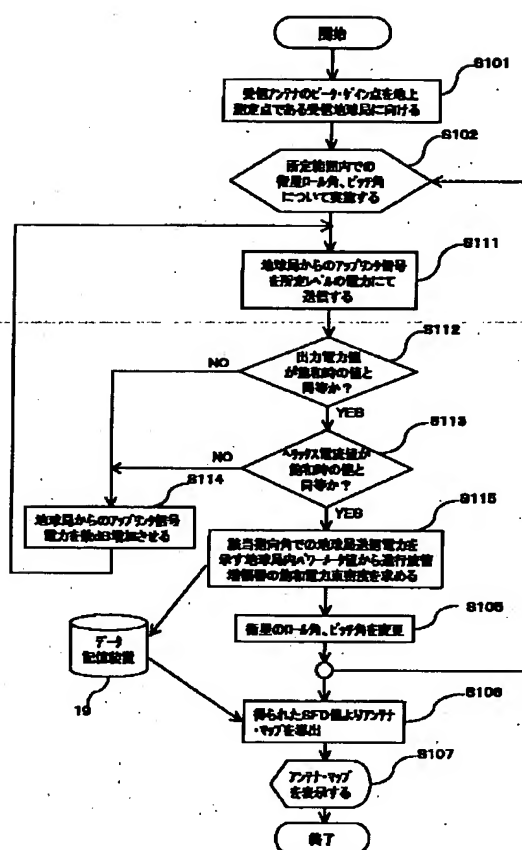 開始
S101
受信アンテナのピーク・ゲイン点を地上
測定点である受信地球局に向ける
S102
所定範囲内での
衛星ロール角、ピッチ角
について実施する
S111
地球局からのアップリンク信号
を所定レベルの電力にて
送信する
S112
出力電力値
が飽和時の値と
同等か?
NO
YES
S113
ヘリックス電流値が
飽和時の値と
同等か?
NO
YES
S114
地球局からのアップリンク信号
電力を数dB増加させる
S115
該当指向角での地球局送信電力を
示す地球局内パワーメータ値から進行波管
増幅器の飽和電力束密度を求める
S105
衛星のロール角、ピッチ角を変更
データ
記憶装置
19
S106
得られたSFD値よりアンテナ
・マップを導出
S107
アンテナ・マップ
を表示する
終了